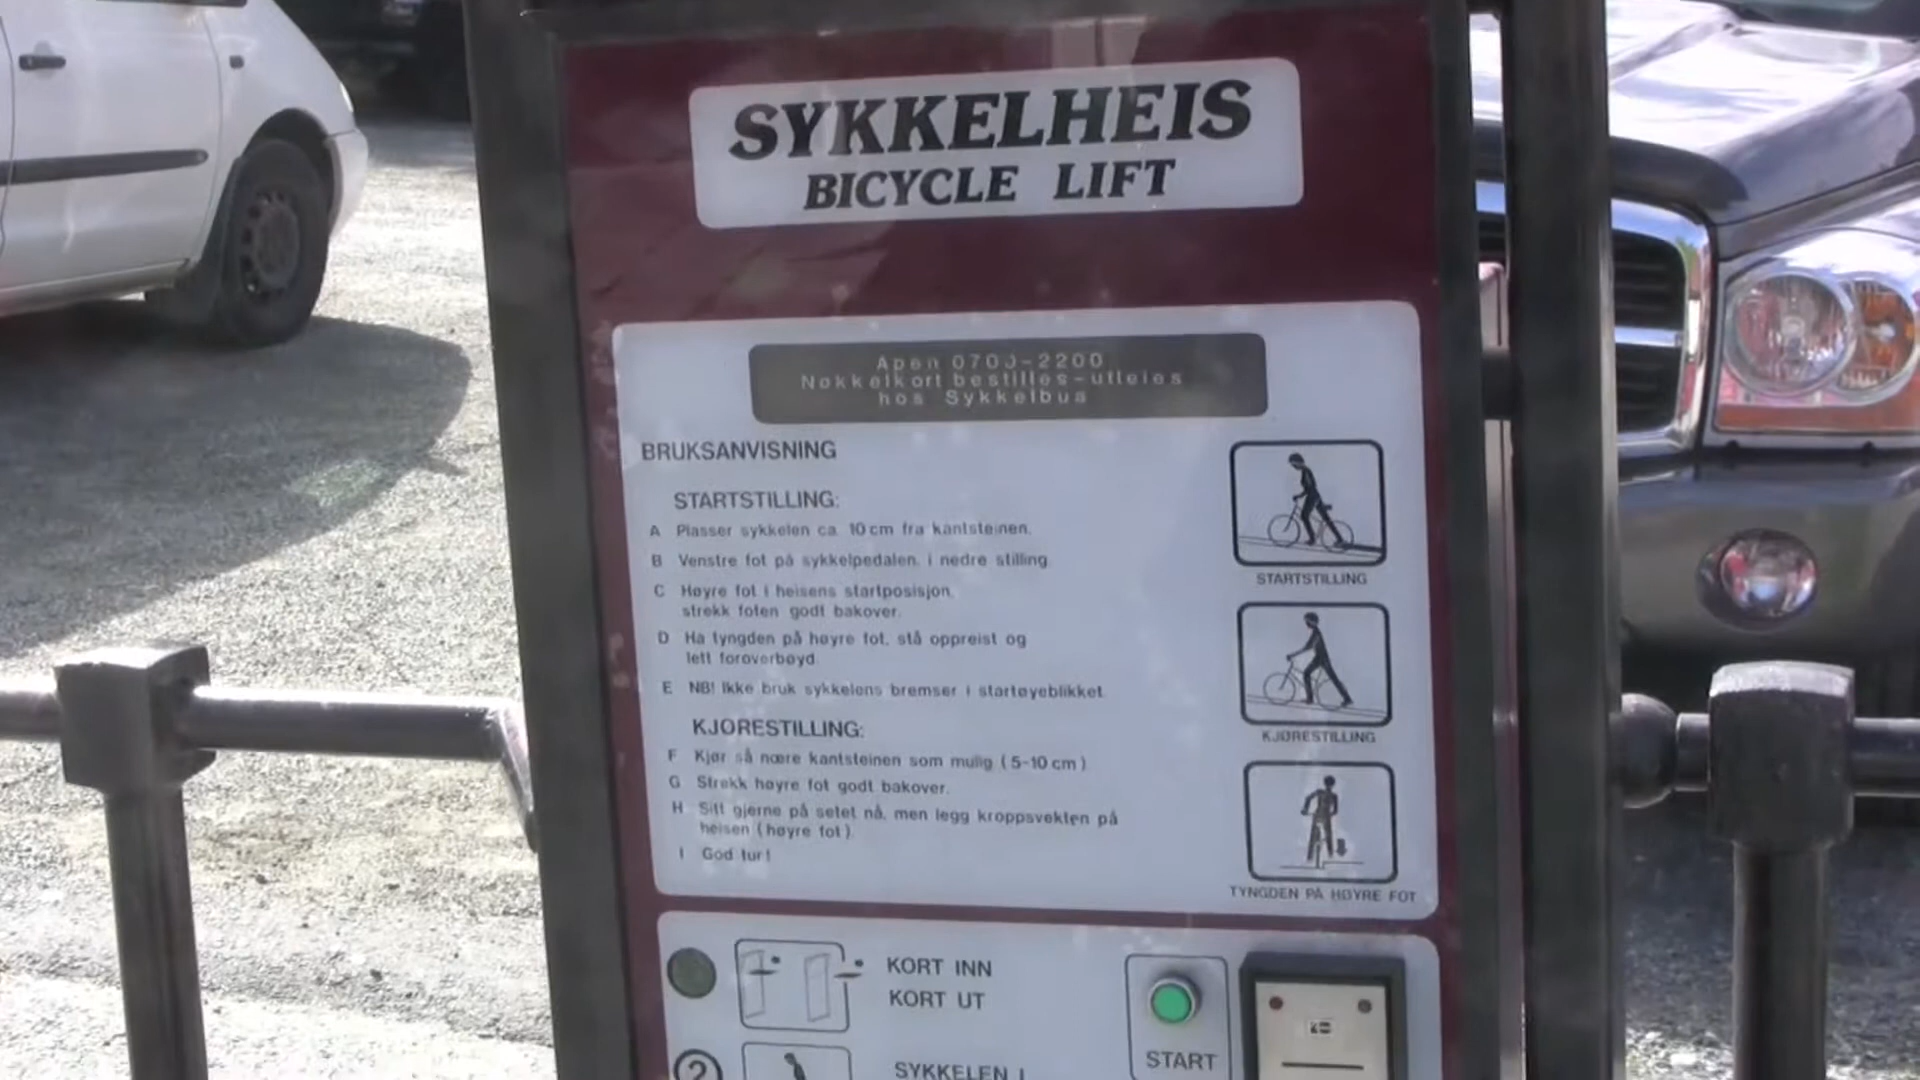 SYKKELHEIS
BICYCLE LIFT
Åpen 0700-2200
Nøkkelkort bestilles-utleies
hos Sykkelbua
BRUKSANVISNING
STARTSTILLING:
A Plasser sykkelen ca. 10 cm fra kantsteinen.
B Venstre fot på sykkelpedalen, i nedre stilling.
C Høyre fot i heisens startposisjon,
strekk foten godt bakover.
D Ha tyngden på høyre fot, stå oppreist og
lett foroverbøyd.
E NB! Ikke bruk sykkelens bremser i startøyeblikket.
STARTSTILLING
KJØRESTILLING:
F Kjør så nære kantsteinen som mulig (5-10 cm)
G Strekk høyre fot godt bakover.
H Sitt gjerne på setet nå, men legg kroppsvekten på
heisen (høyre fot).
I God tur!
KJØRESTILLING
TYNGDEN PÅ HØYRE FOT
KORT INN
KORT UT
START
2
SYKKELEN I